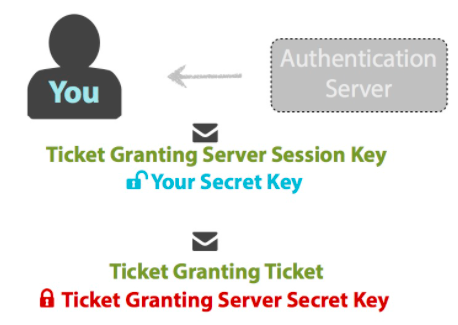 You
Authentication
Server
Ticket Granting Server Session Key
Your Secret Key
Ticket Granting Ticket
Ticket Granting Server Secret Key